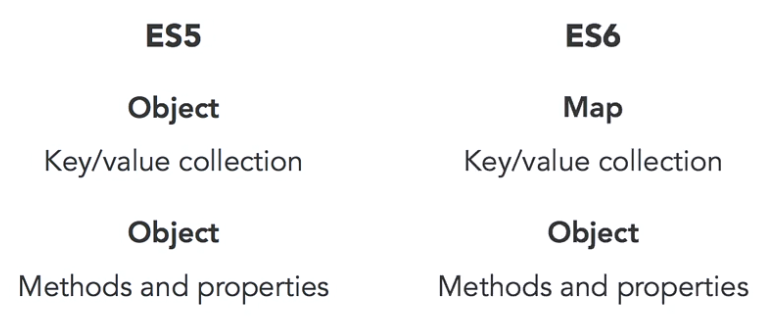 ES5
ES6
Object
Map
Key/value collection
Key/value collection
Object
Object
Methods and properties
Methods and properties